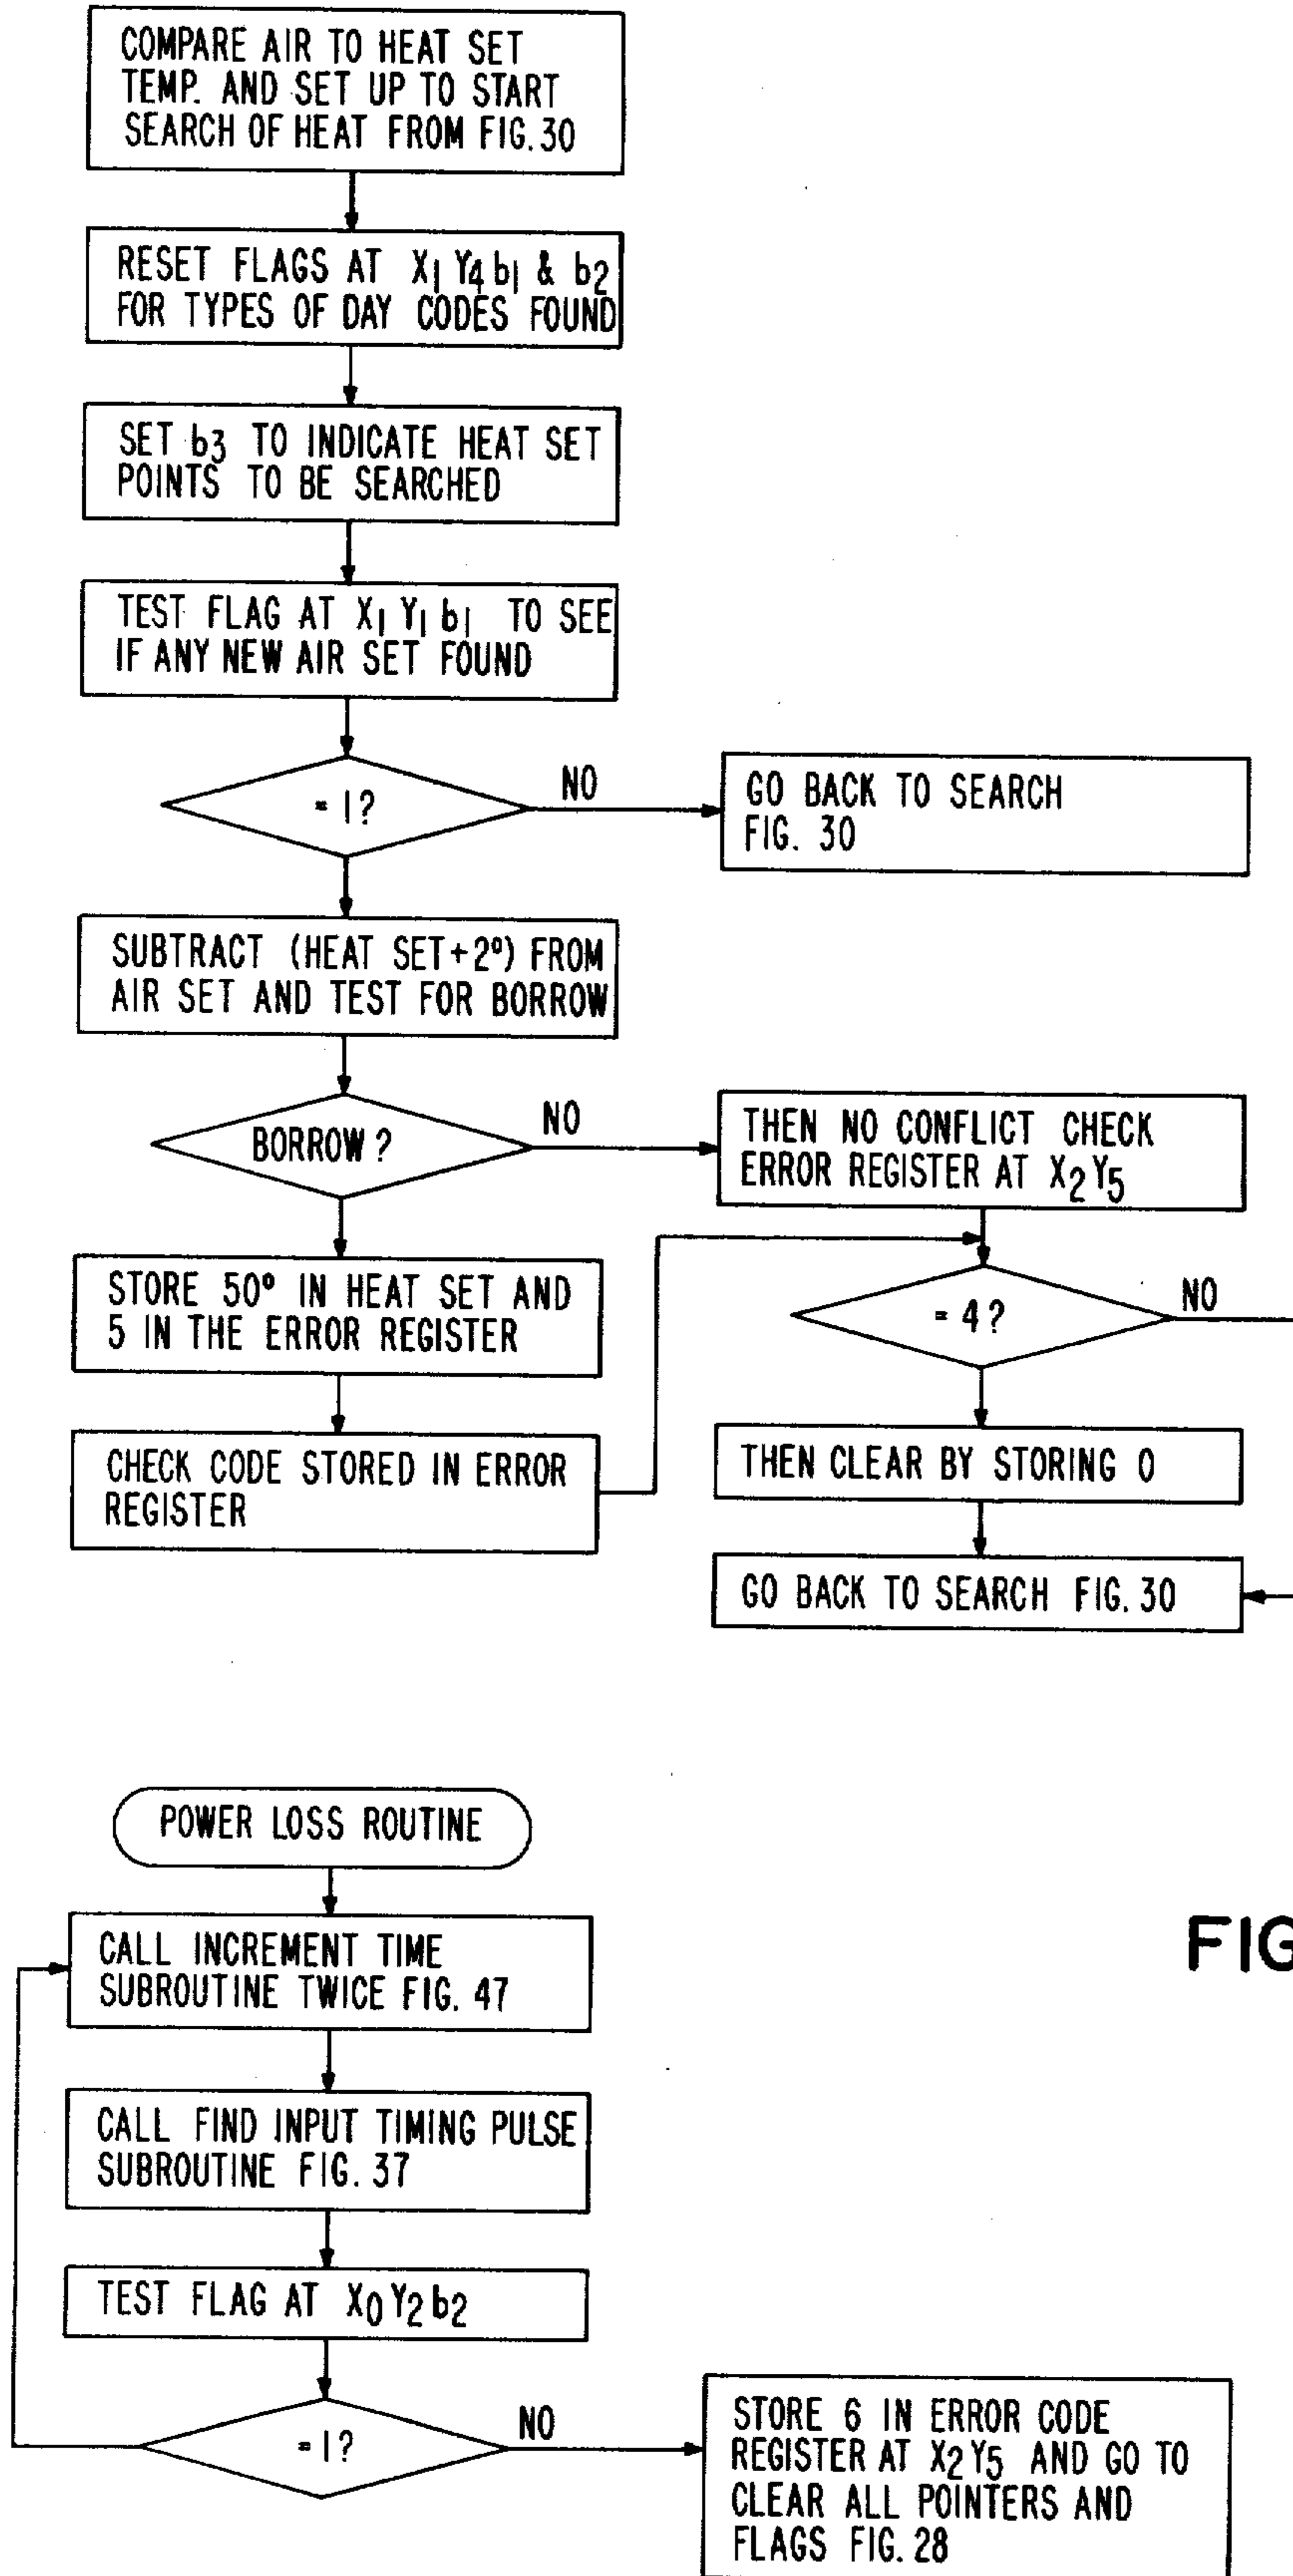 COMPARE AIR TO HEAT SET
TEMP. AND SET UP TO START
SEARCH OF HEAT FROM FIG. 30
RESET FLAGS AT X1 Y4 b1 & b2
FOR TYPES OF DAY CODES FOUND
SET b3 TO INDICATE HEAT SET
POINTS TO BE SEARCHED
TEST FLAG AT X1 Y1 b1 TO SEE
IF ANY NEW AIR SET FOUND
= 1?
NO
GO BACK TO SEARCH
FIG. 30
SUBTRACT (HEAT SET+2°) FROM
AIR SET AND TEST FOR BORROW
BORROW?
NO
THEN NO CONFLICT CHECK
ERROR REGISTER AT X2Y5
STORE 50° IN HEAT SET AND
5 IN THE ERROR REGISTER
= 4?
NO
CHECK CODE STORED IN ERROR
REGISTER
THEN CLEAR BY STORING 0
GO BACK TO SEARCH FIG. 30
POWER LOSS ROUTINE
CALL INCREMENT TIME
SUBROUTINE TWICE FIG. 47
FIG
CALL FIND INPUT TIMING PULSE
SUBROUTINE FIG. 37
TEST FLAG AT X0Y2b2
= 1?
NO
STORE 6 IN ERROR CODE
REGISTER AT X2Y5 AND GO TO
CLEAR ALL POINTERS AND
FLAGS FIG. 28